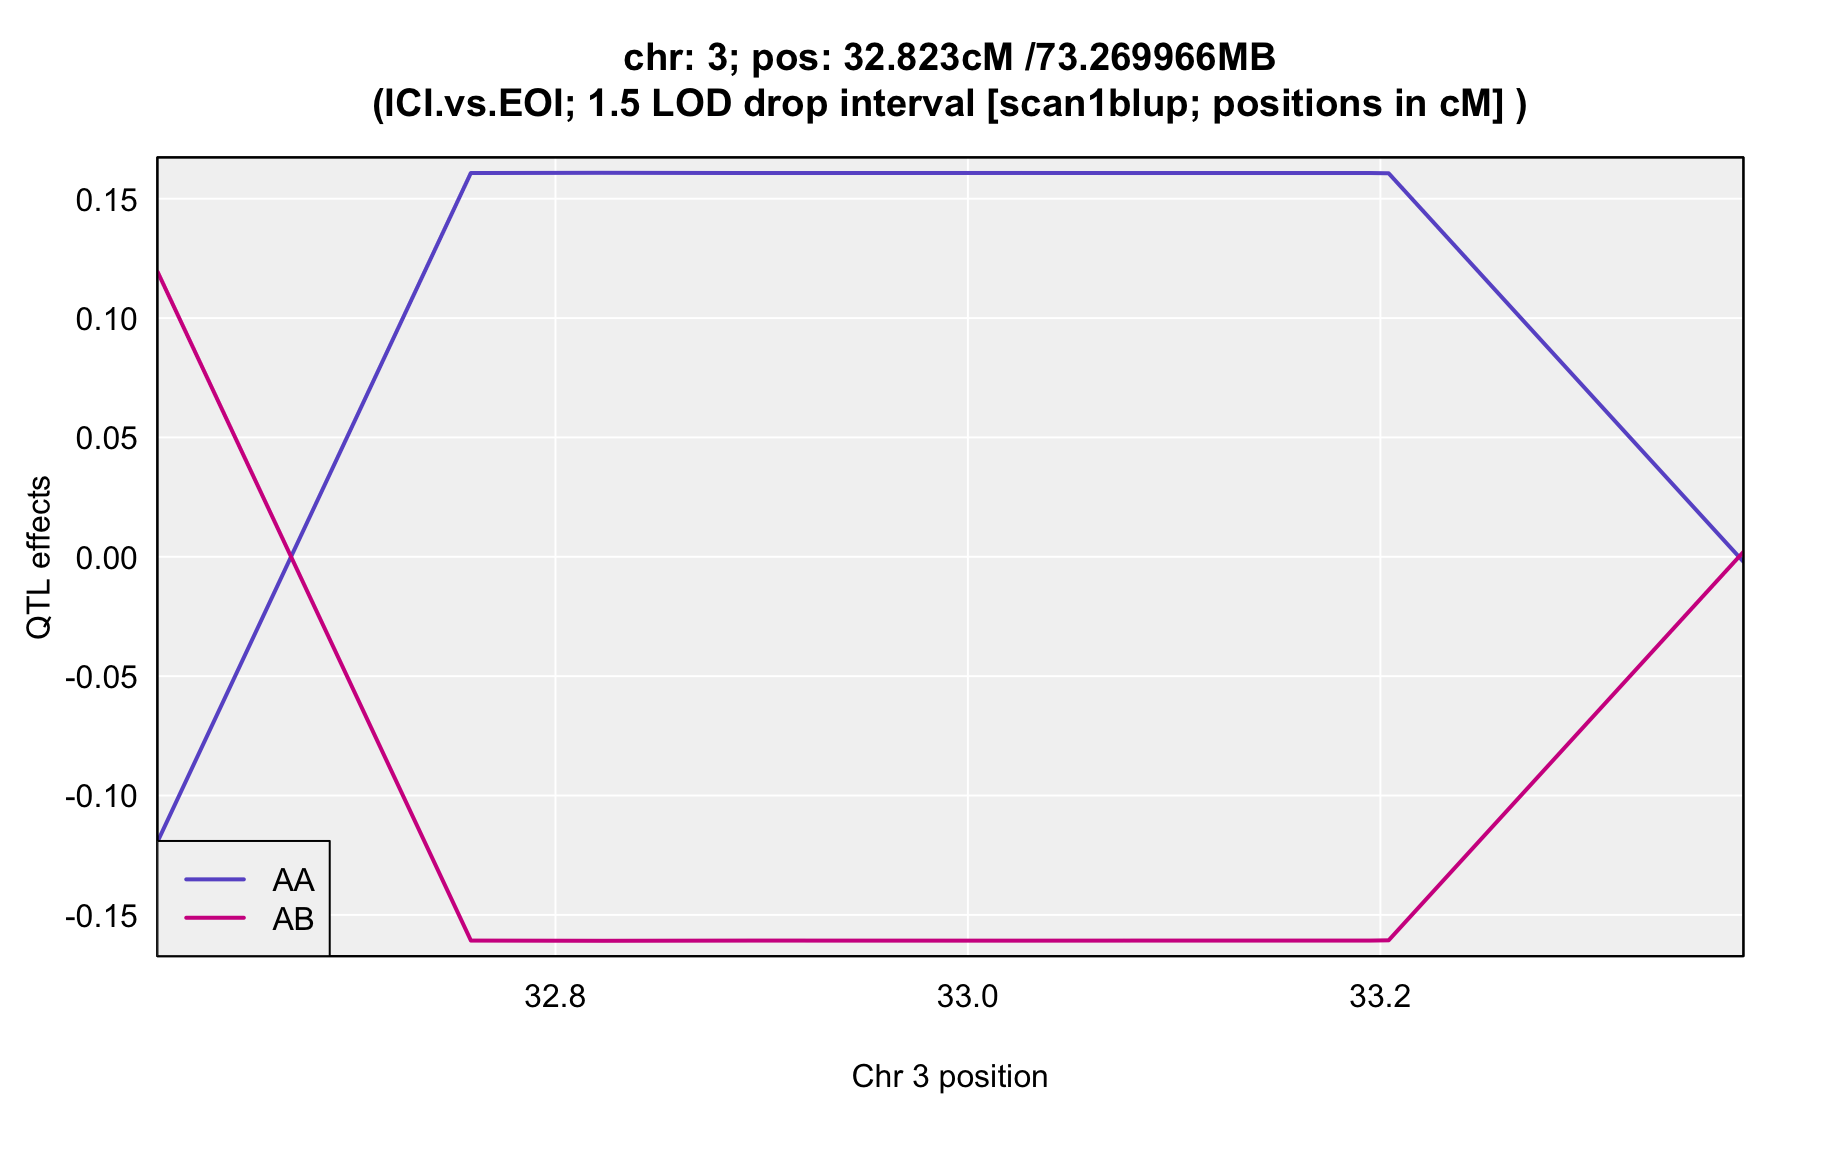 chr: 3; pos: 32.823cM /73.269966MB
(ICI.vs.EOI; 1.5 LOD drop interval [scan1blup; positions in cM] )
QTL effects
0.15
0.10
0.05
0.00
-0.05
-0.10
-0.15
AA
AB
32.8
33.0
33.2
Chr 3 position